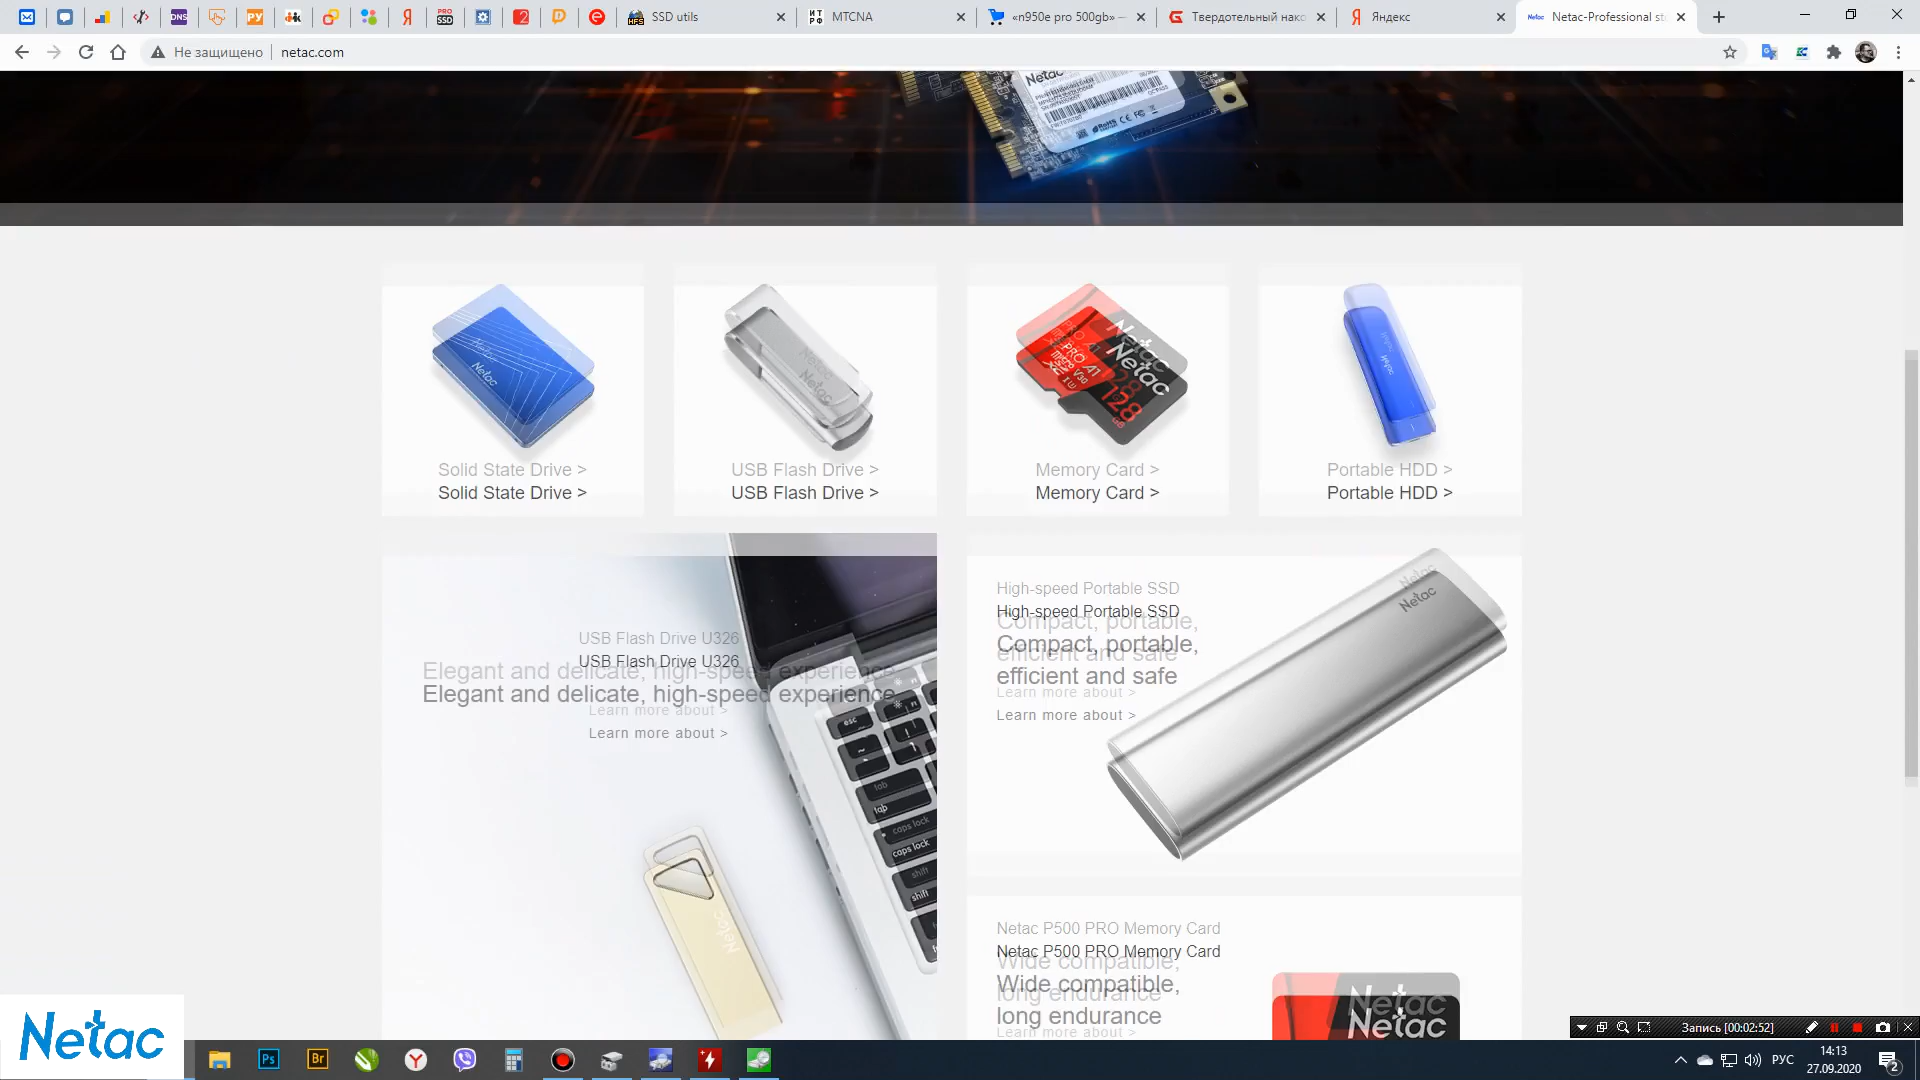 SSD utils
MTCNA
«n950e pro 500gb» —
Твердотельный нако
Яндекс
Netac-Professional st
Не защищено
netac.com
Netac
Solid State Drive >
Solid State Drive >
USB Flash Drive >
USB Flash Drive >
Memory Card >
Memory Card >
Portable HDD >
Portable HDD >
USB Flash Drive U326
USB Flash Drive U326
Elegant and delicate, high-speed experience
Elegant and delicate, high-speed experience
Learn more about >
Learn more about >
High-speed Portable SSD
High-speed Portable SSD
Compact, portable,
Compact, portable,
efficient and safe
efficient and safe
Learn more about >
Learn more about >
Netac P500 PRO Memory Card
Netac P500 PRO Memory Card
Wide compatible,
Wide compatible,
long endurance
long endurance
Learn more about >
Netac
Запись [00:02:52]
РУС
14:13
27.09.2020
2